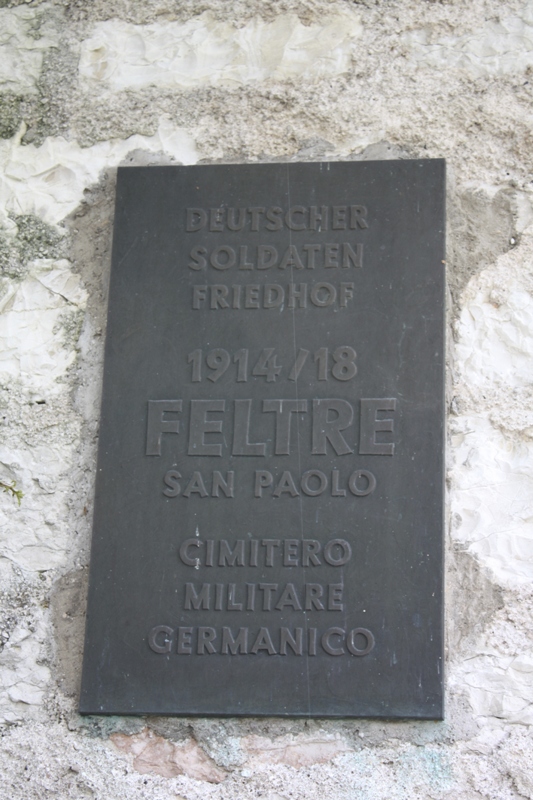 DEUTSCHER
SOLDATEN
FRIEDHOF
1914/18
FELTRE
SAN PAOLO
CIMITERO
MILITARE
GERMANICO